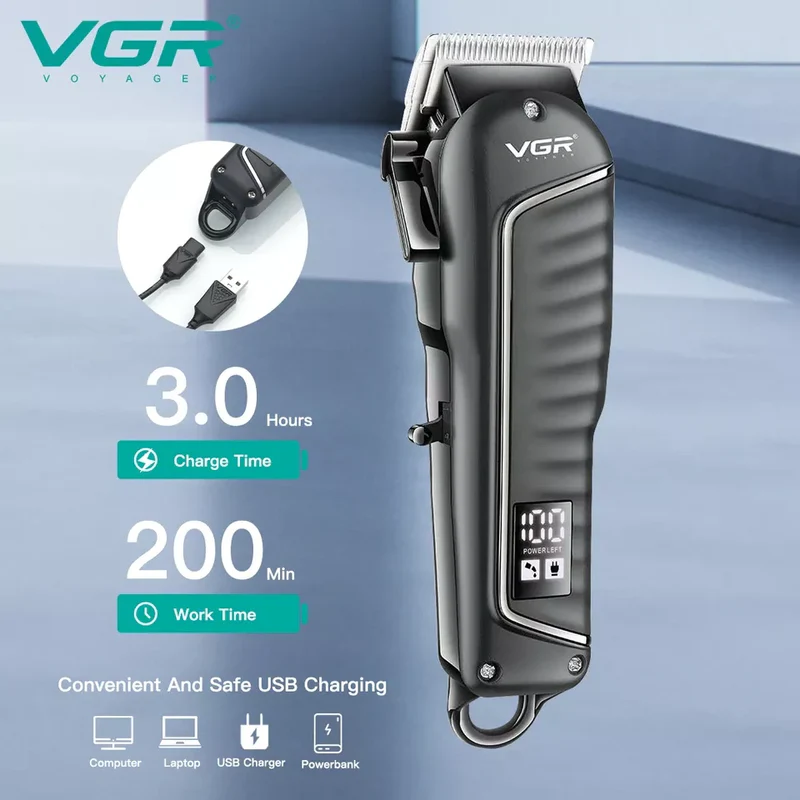 VGR®
VOYAGER
VGR®
VOYAGER
3.0 Hours
Charge Time
200 Min
Work Time
100
POWER LEFT
Convenient And Safe USB Charging
Computer
Laptop
USB Charger
Powerbank